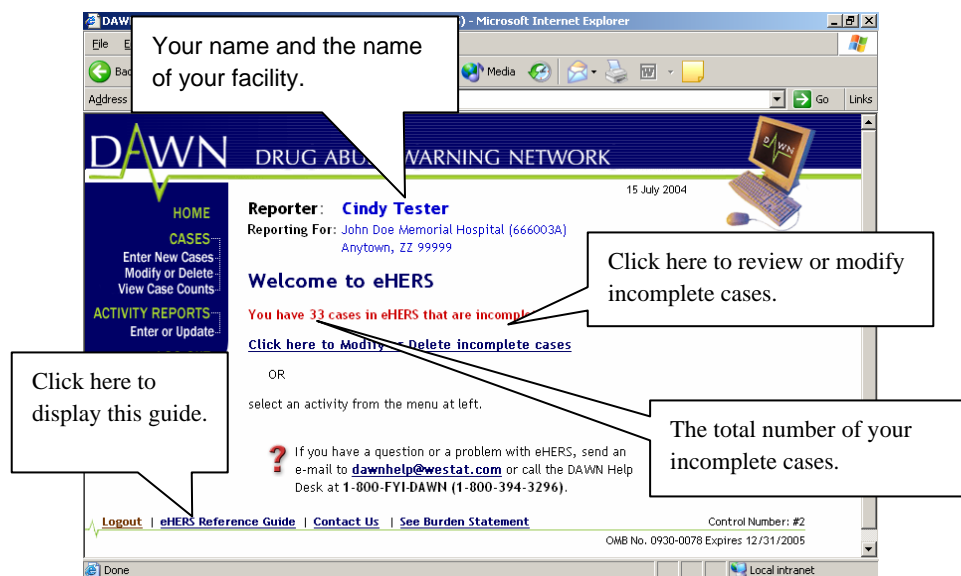 DAW
) - Microsoft Internet Explorer
File E
Your name and the name
of your facility.
Bac
Media
Address
Go Links
DAWN DRUG ABUSE WARNING NETWORK
DAWN
15 July 2004
HOME
CASES
Enter New Cases
Modify or Delete
View Case Counts
ACTIVITY REPORTS
Enter or Update
Reporter: Cindy Tester
Reporting For: John Doe Memorial Hospital (666003A)
Anytown, ZZ 99999
Click here to review or modify
incomplete cases.
Welcome to eHERS
You have 33 cases in eHERS that are incompl
Click here to Modify or Delete incomplete cases
OR
select an activity from the menu at left.
Click here to
display this guide.
The total number of your
incomplete cases.
? If you have a question or a problem with eHERS, send an
e-mail to dawnhelp@westat.com or call the DAWN Help
Desk at 1-800-FYI-DAWN (1-800-394-3296).
Logout | eHERS Reference Guide | Contact Us | See Burden Statement
Control Number: #2
OMB No. 0930-0078 Expires 12/31/2005
Done
Local intranet